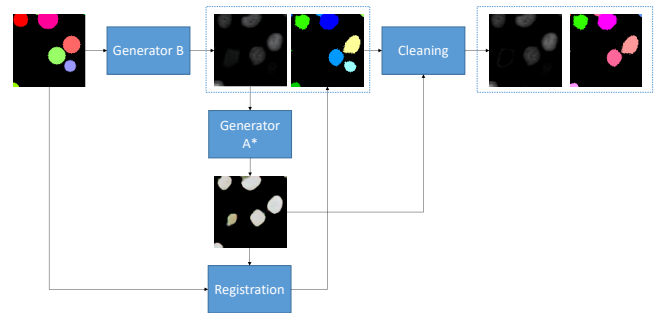 Generator B
Cleaning
Generator
A*
Registration